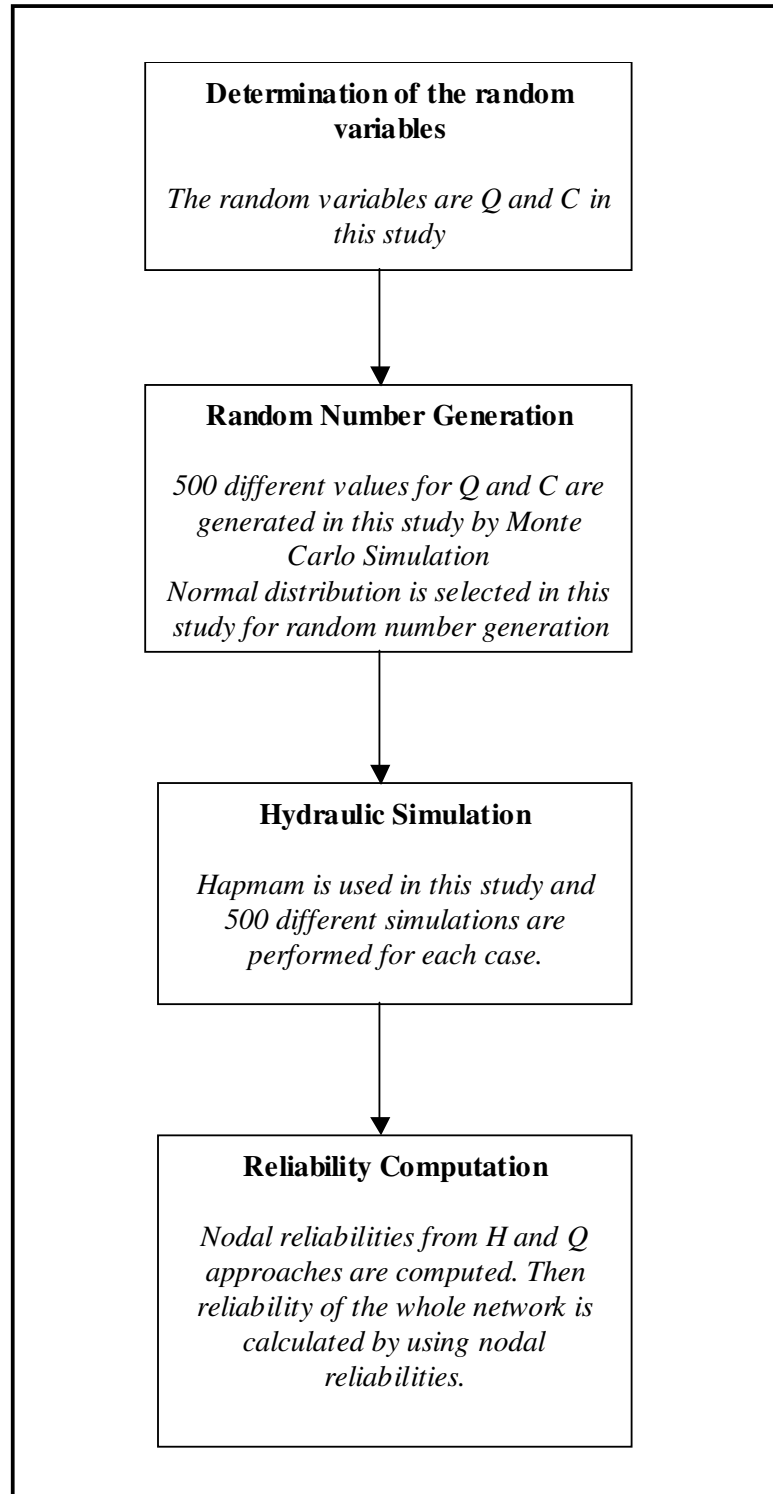 Determination of the random
variables
The random variables are Q and C in
this study
Random Number Generation
500 different values for Q and C are
generated in this study by Monte
Carlo Simulation
Normal distribution is selected in this
study for random number generation
Hydraulic Simulation
Hapmam is used in this study and
500 different simulations are
performed for each case.
Reliability Computation
Nodal reliabilities from H and Q
approaches are computed. Then
reliability of the whole network is
calculated by using nodal
reliabilities.